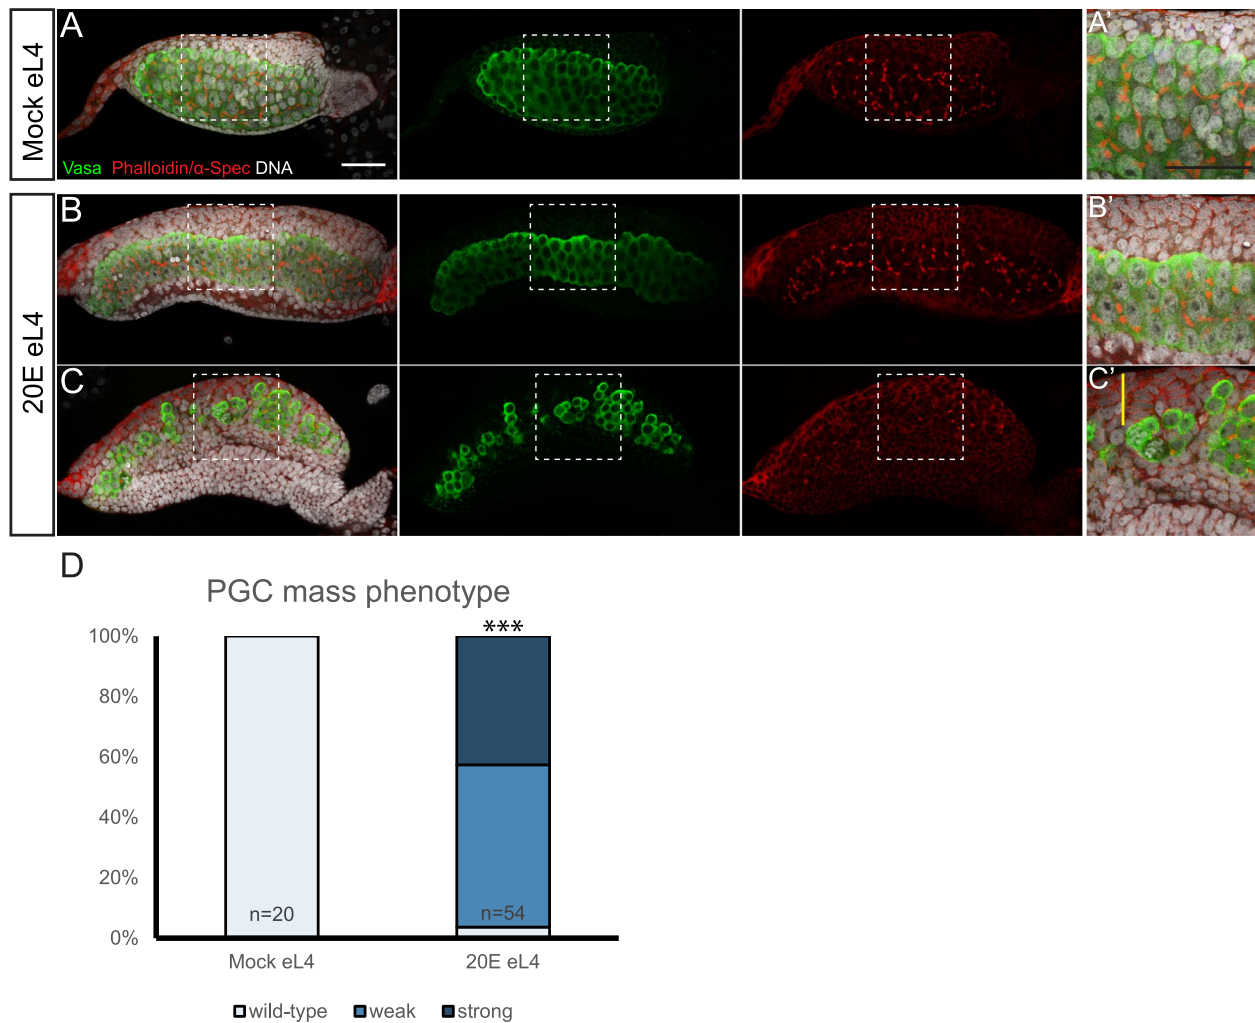 Mock eL4
A
Vasa Phalloidin/α-Spec DNA
A'
20E eL4
B
B'
C
C'
D
PGC mass phenotype
100%
80%
60%
40%
20%
0%
***
n=20
n=54
Mock eL4
20E eL4
wild-type weak strong